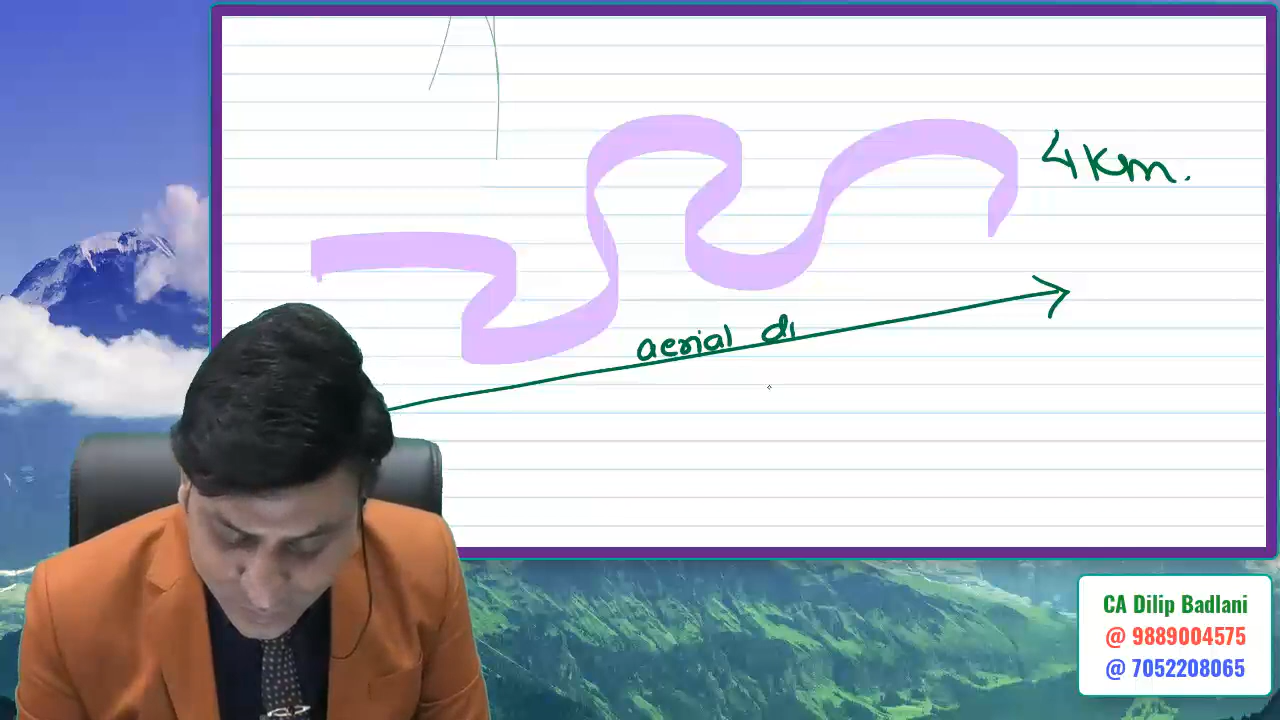 4 Km.
aerial di
CA Dilip Badlani
@ 9889004575
@ 7052208065